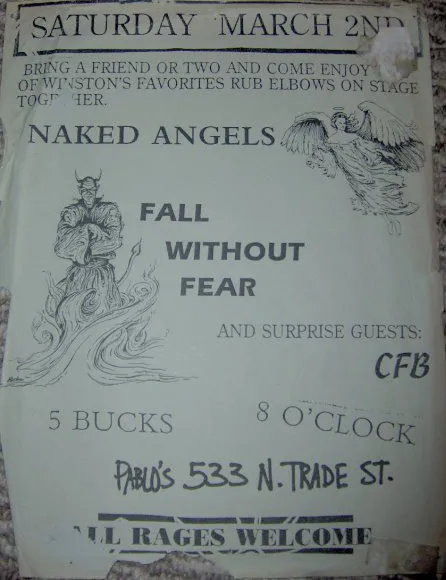 SATURDAY MARCH 2ND
BRING A FRIEND OR TWO AND COME ENJOY
OF WINSTON'S FAVORITES RUB ELBOWS ON STAGE
TOGETHER.
NAKED ANGELS
FALL
WITHOUT
FEAR
AND SURPRISE GUESTS:
CFB
5 BUCKS
8 O'CLOCK
PABLO'S 533 N. TRADE ST.
ALL RAGES WELCOME